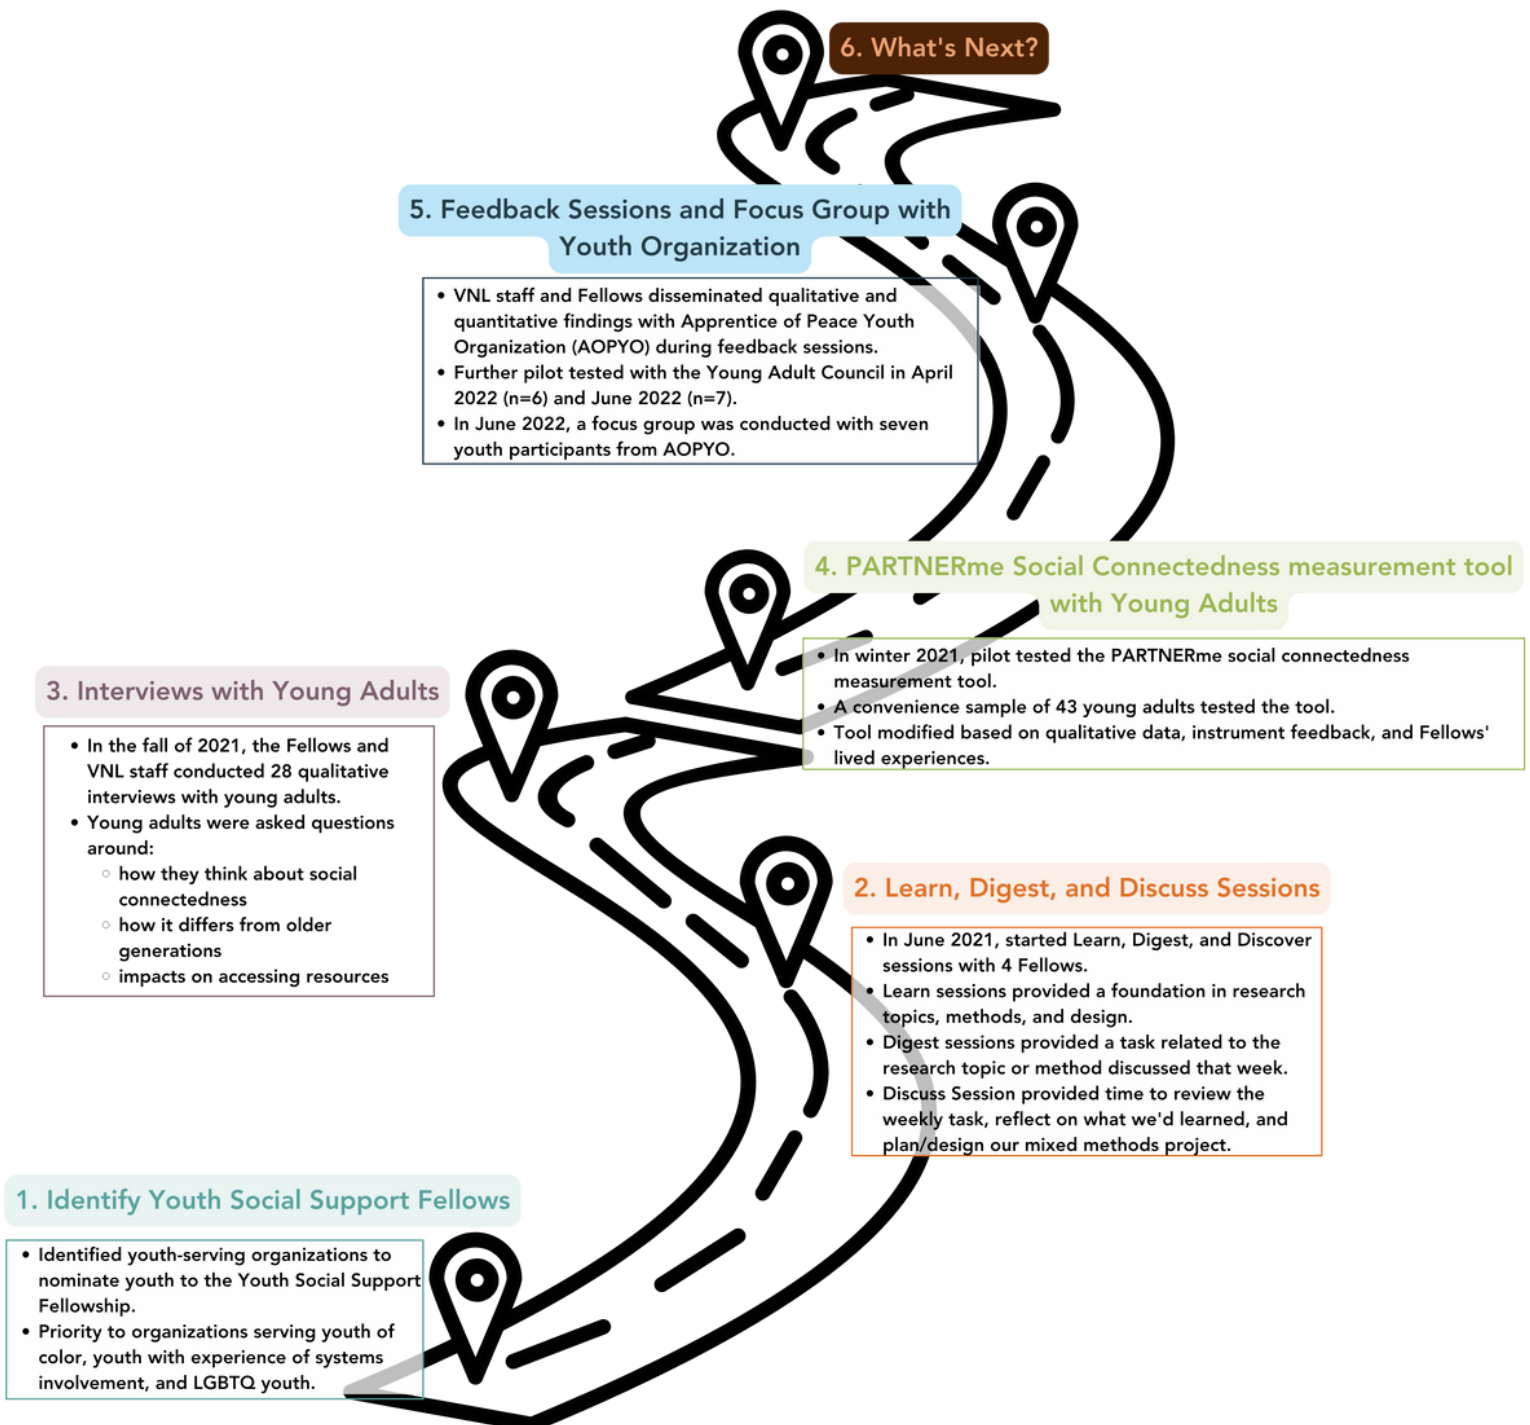 6. What's Next?
5. Feedback Sessions and Focus Group with
Youth Organization
• VNL staff and Fellows disseminated qualitative and
quantitative findings with Apprentice of Peace Youth
Organization (AOPYO) during feedback sessions.
• Further pilot tested with the Young Adult Council in April
2022 (n=6) and June 2022 (n=7).
• In June 2022, a focus group was conducted with seven
youth participants from AOPYO.
4. PARTNERme Social Connectedness measurement tool
with Young Adults
• In winter 2021, pilot tested the PARTNERme social connectedness
measurement tool.
• A convenience sample of 43 young adults tested the tool.
• Tool modified based on qualitative data, instrument feedback, and Fellows'
lived experiences.
3. Interviews with Young Adults
• In the fall of 2021, the Fellows and
VNL staff conducted 28 qualitative
interviews with young adults.
• Young adults were asked questions
around:
○ how they think about social
connectedness
○ how it differs from older
generations
○ impacts on accessing resources
2. Learn, Digest, and Discuss Sessions
• In June 2021, started Learn, Digest, and Discover
sessions with 4 Fellows.
• Learn sessions provided a foundation in research
topics, methods, and design.
• Digest sessions provided a task related to the
research topic or method discussed that week.
• Discuss Session provided time to review the
weekly task, reflect on what we'd learned, and
plan/design our mixed methods project.
1. Identify Youth Social Support Fellows
• Identified youth-serving organizations to
nominate youth to the Youth Social Support
Fellowship.
• Priority to organizations serving youth of
color, youth with experience of systems
involvement, and LGBTQ youth.